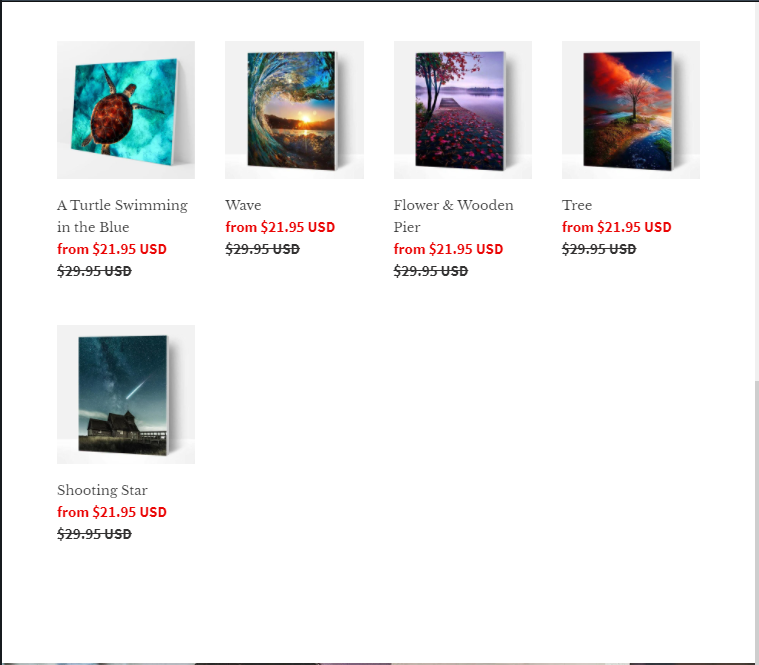 A Turtle Swimming
in the Blue
from $21.95 USD
$29.95 USD
Wave
from $21.95 USD
$29.95 USD
Flower & Wooden
Pier
from $21.95 USD
$29.95 USD
Tree
from $21.95 USD
$29.95 USD
Shooting Star
from $21.95 USD
$29.95 USD